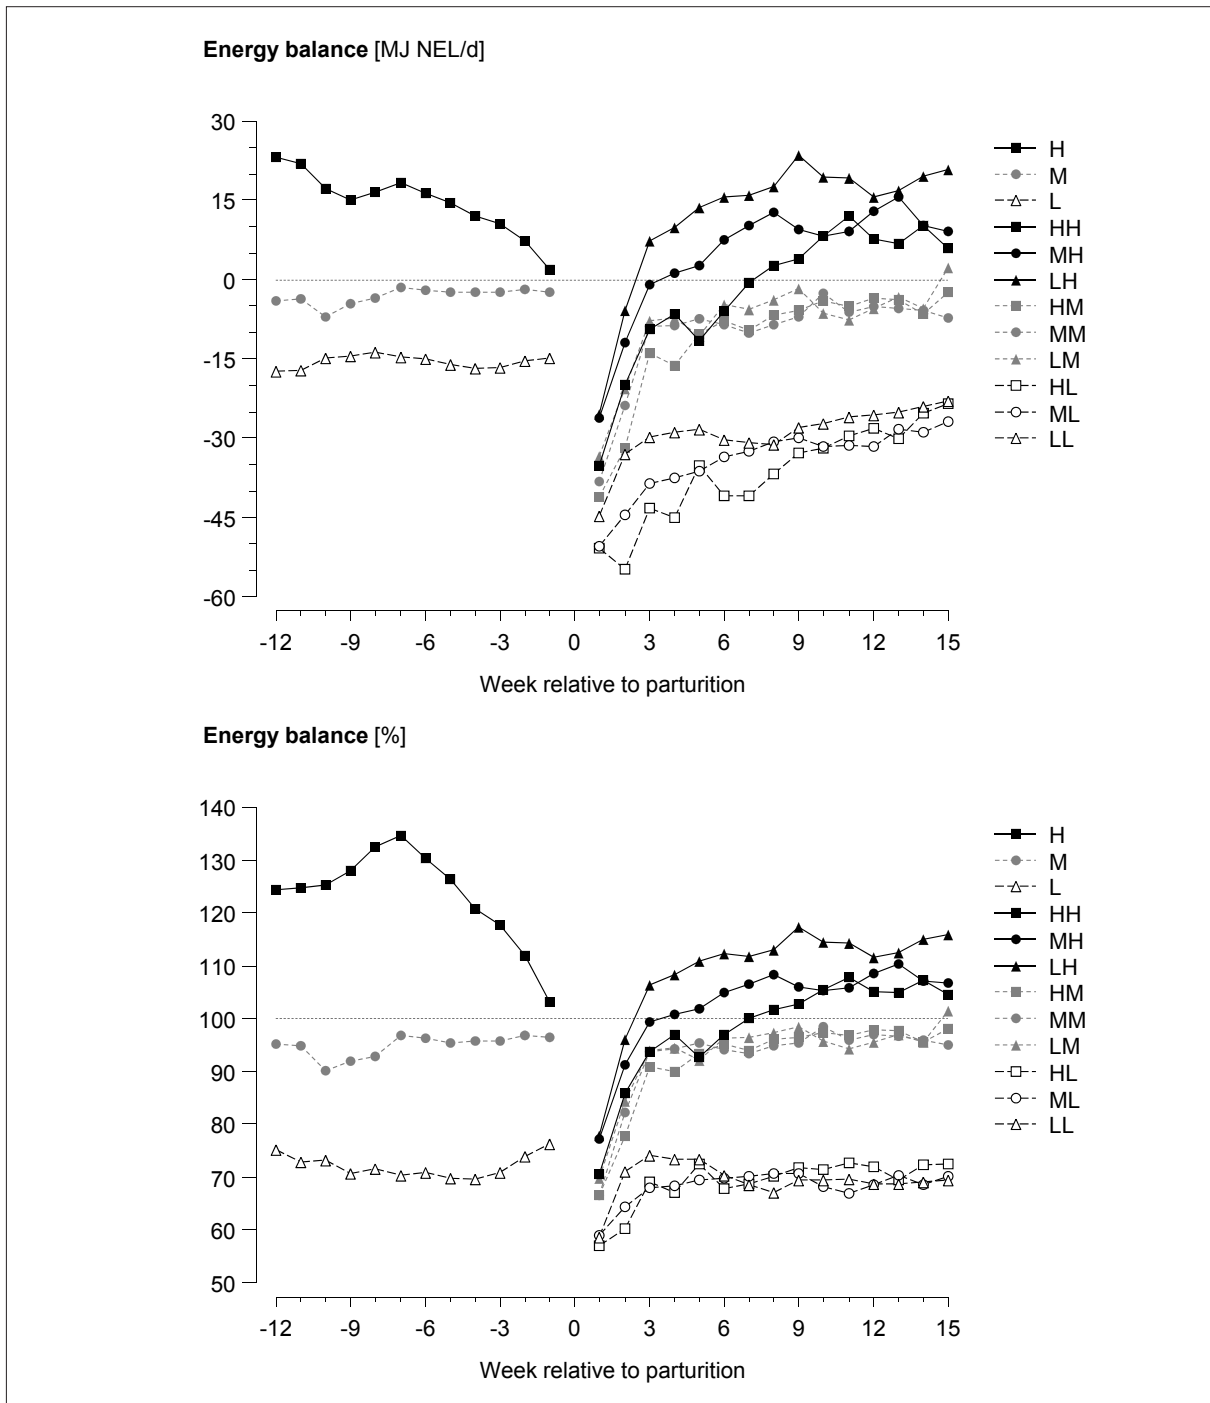 Energy balance [MJ NEL/d]
30
15
0
-15
-30
-45
-60
-12 -9 -6 -3 0 3 6 9 12 15
Week relative to parturition
H
M
L
HH
MH
LH
HM
MM
LM
HL
ML
LL
Energy balance [%]
140
130
120
110
100
90
80
70
60
50
-12 -9 -6 -3 0 3 6 9 12 15
Week relative to parturition
H
M
L
HH
MH
LH
HM
MM
LM
HL
ML
LL